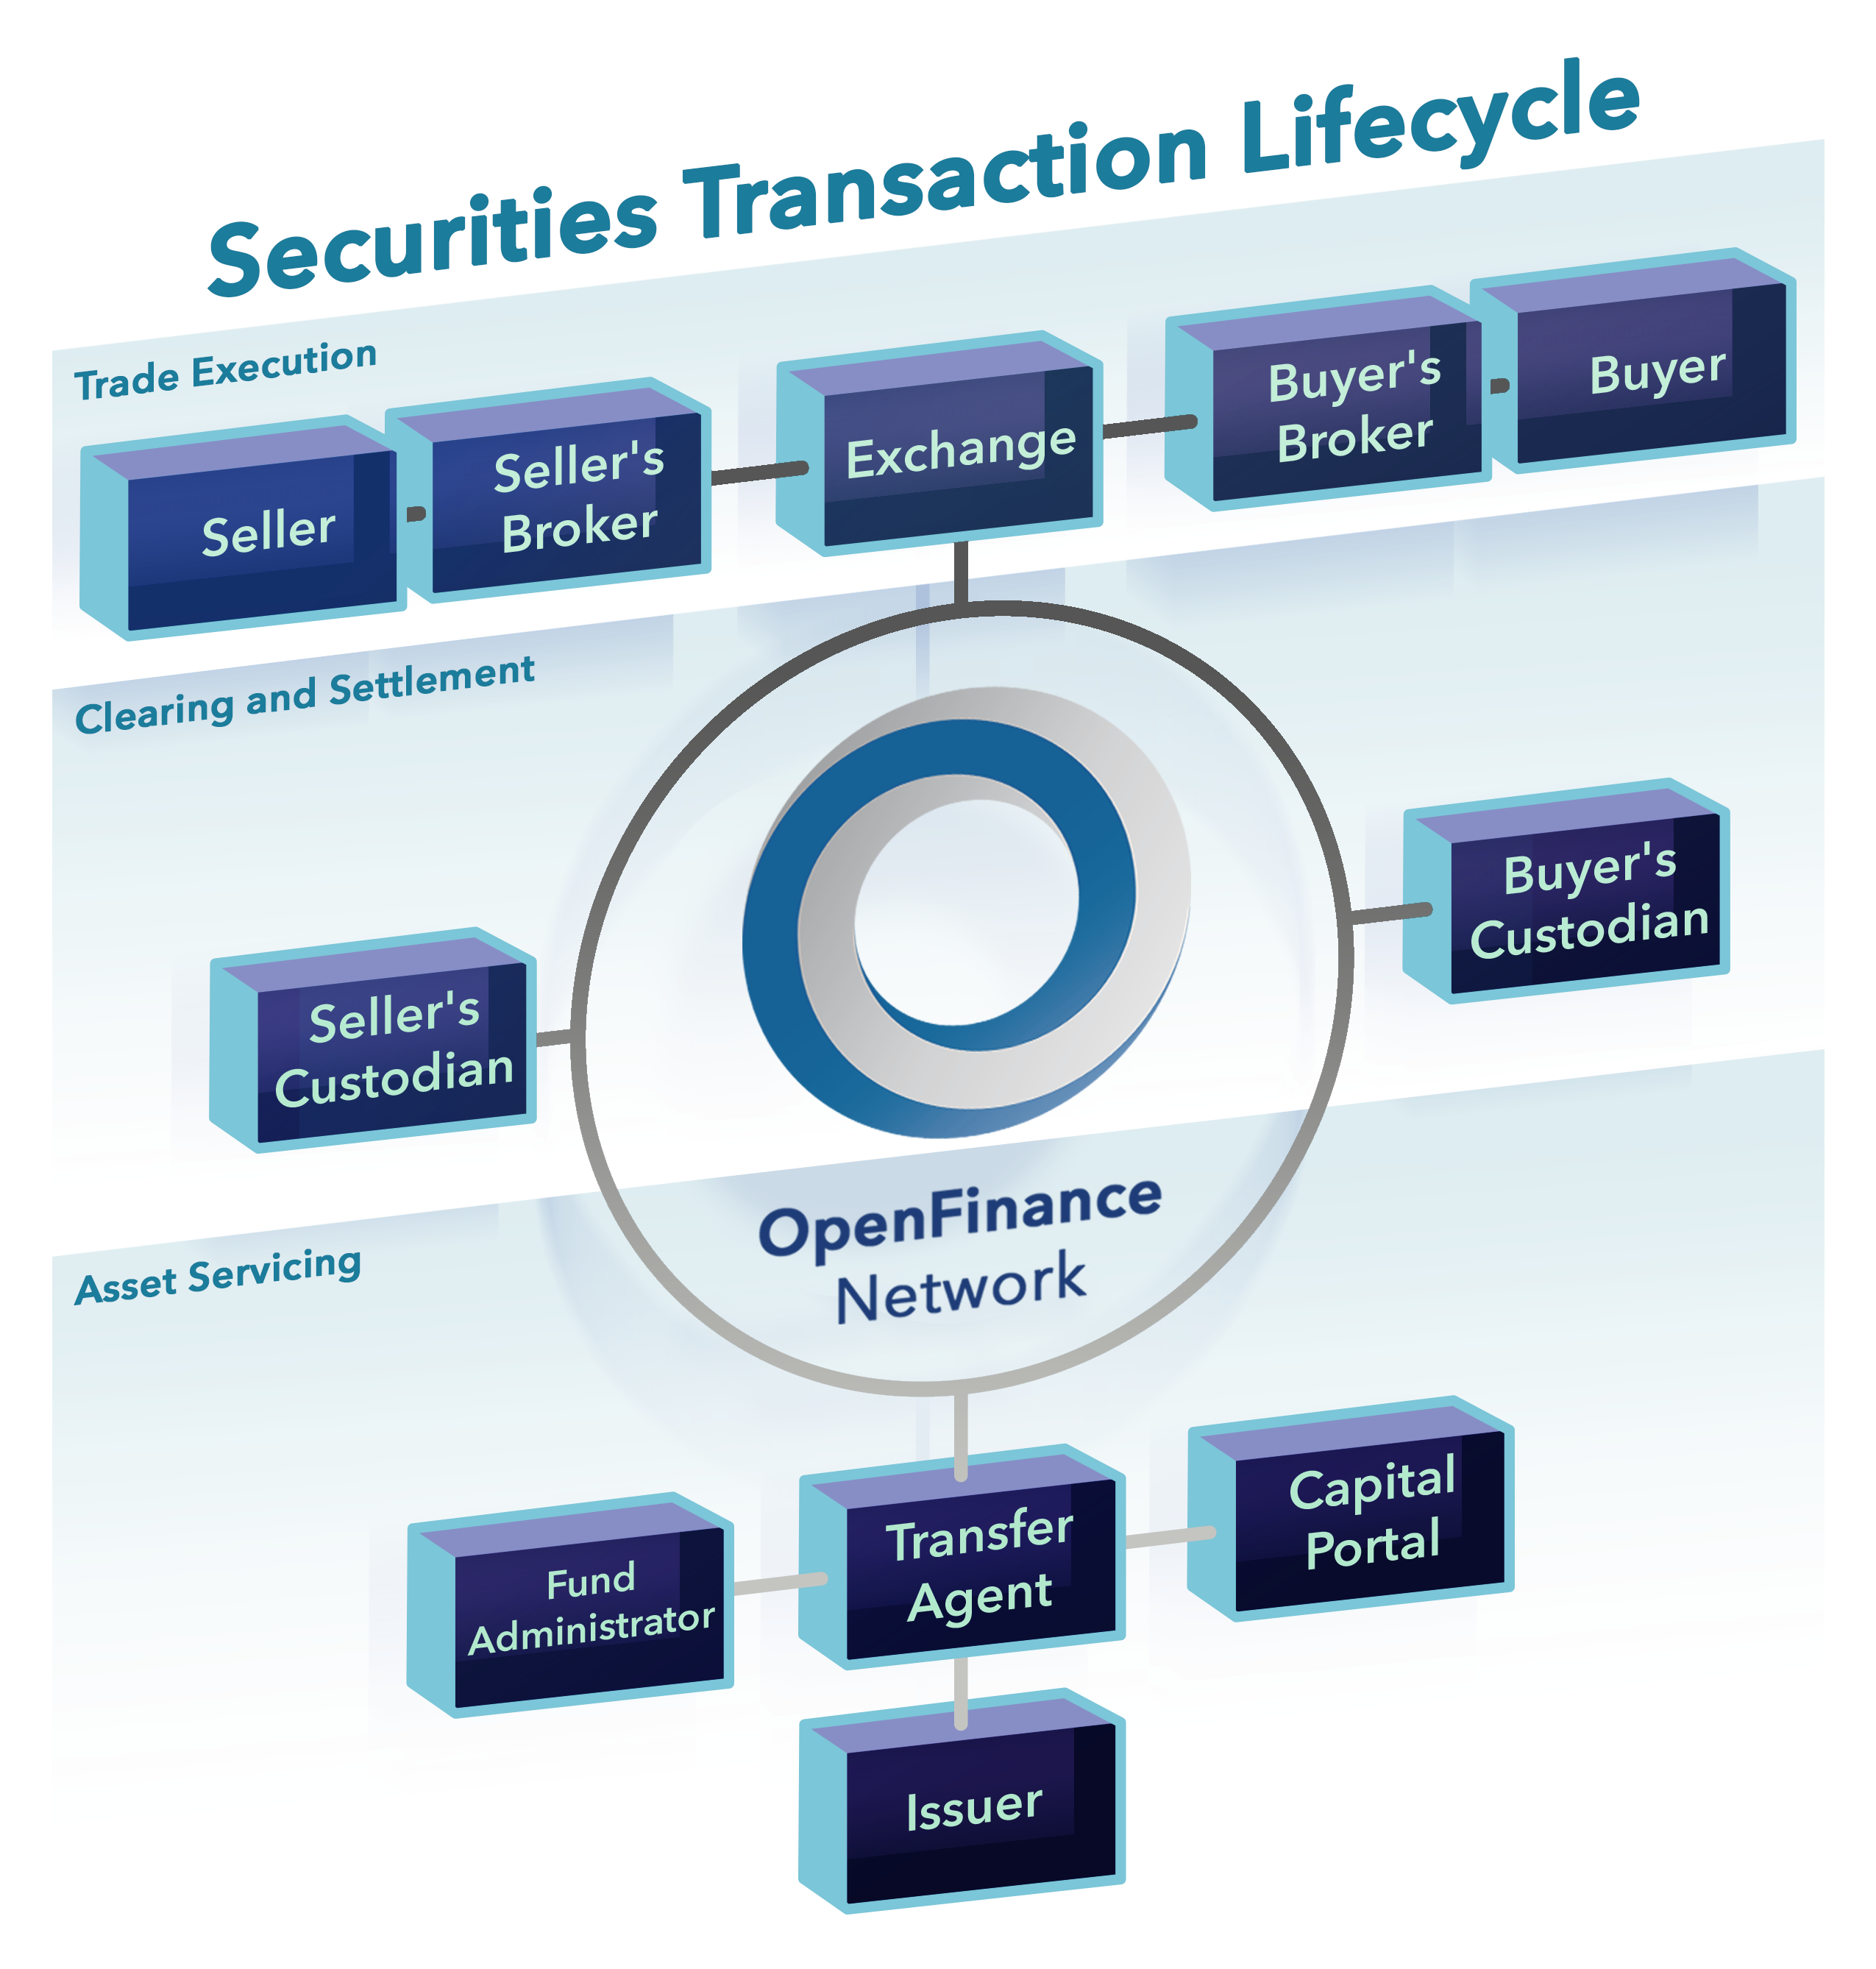 Securities Transaction Lifecycle
Trade Execution
Seller
Seller's
Broker
Exchange
Buyer's
Broker
Buyer
Clearing and Settlement
Seller's
Custodian
Buyer's
Custodian
OpenFinance
Network
Asset Servicing
Fund
Administrator
Transfer
Agent
Capital
Portal
Issuer